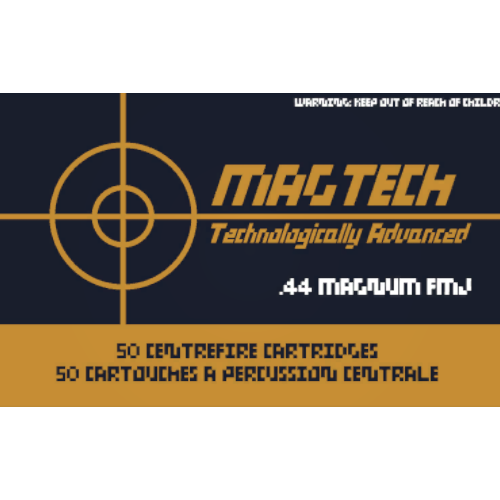 WARNING: KEEP OUT OF REACH OF CHILDR
MAGTECH
Technologically Advanced
.44 MAGNUM FMJ
50 CENTREFIRE CARTRIDGES
50 CARTOUCHES A PERCUSSION CENTRALE